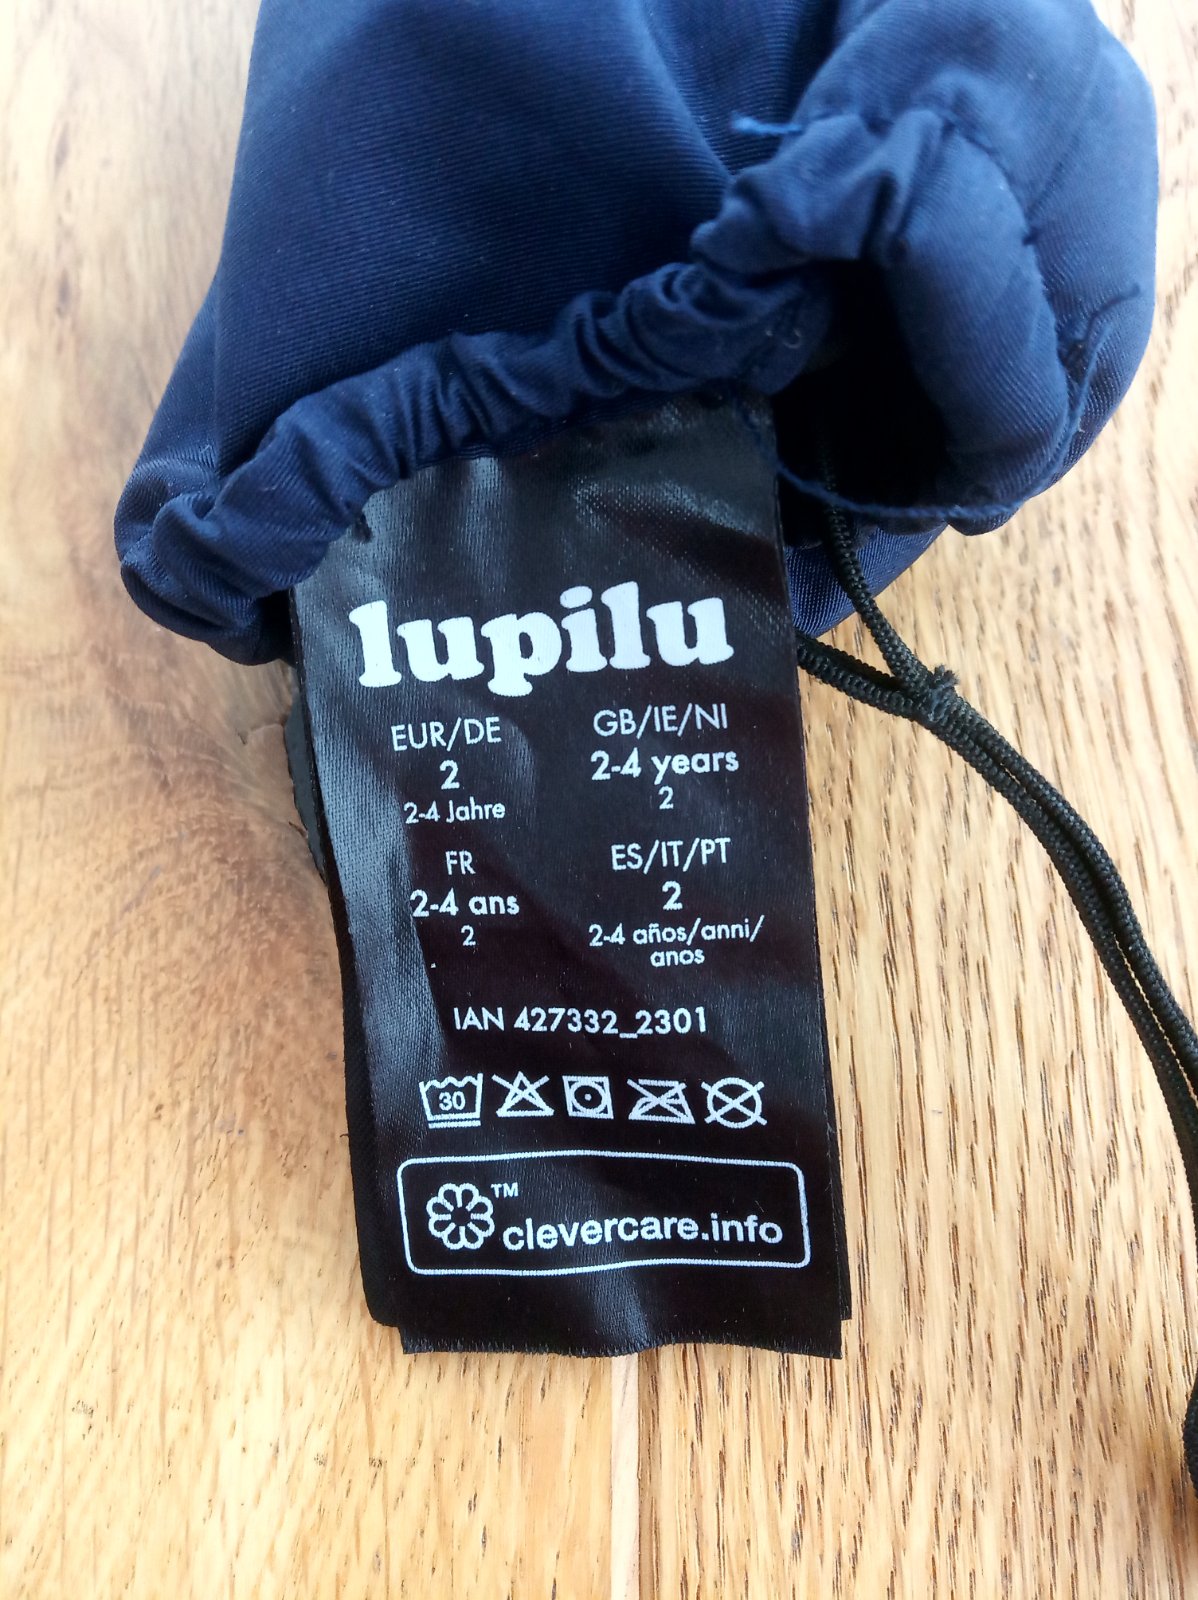 lupilu
EUR/DE
2
2-4 Jahre
GB/IE/NI
2-4 years
2
FR
2-4 ans
2
ES/IT/PT
2
2-4 años/anni/
anos
IAN 427332_2301
30
™
clevercare.info